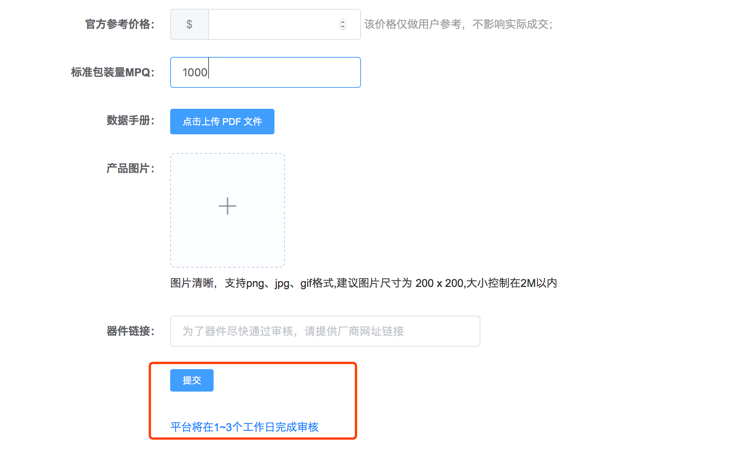 官方参考价格： $ 该价格仅做用户参考，不影响实际成交；
标准包装量MPQ： 1000
数据手册： 点击上传 PDF 文件
产品图片：
图片清晰，支持png、jpg、gif格式,建议图片尺寸为 200 x 200,大小控制在2M以内
器件链接： 为了器件尽快通过审核，请提供厂商网址链接
提交
平台将在1~3个工作日完成审核